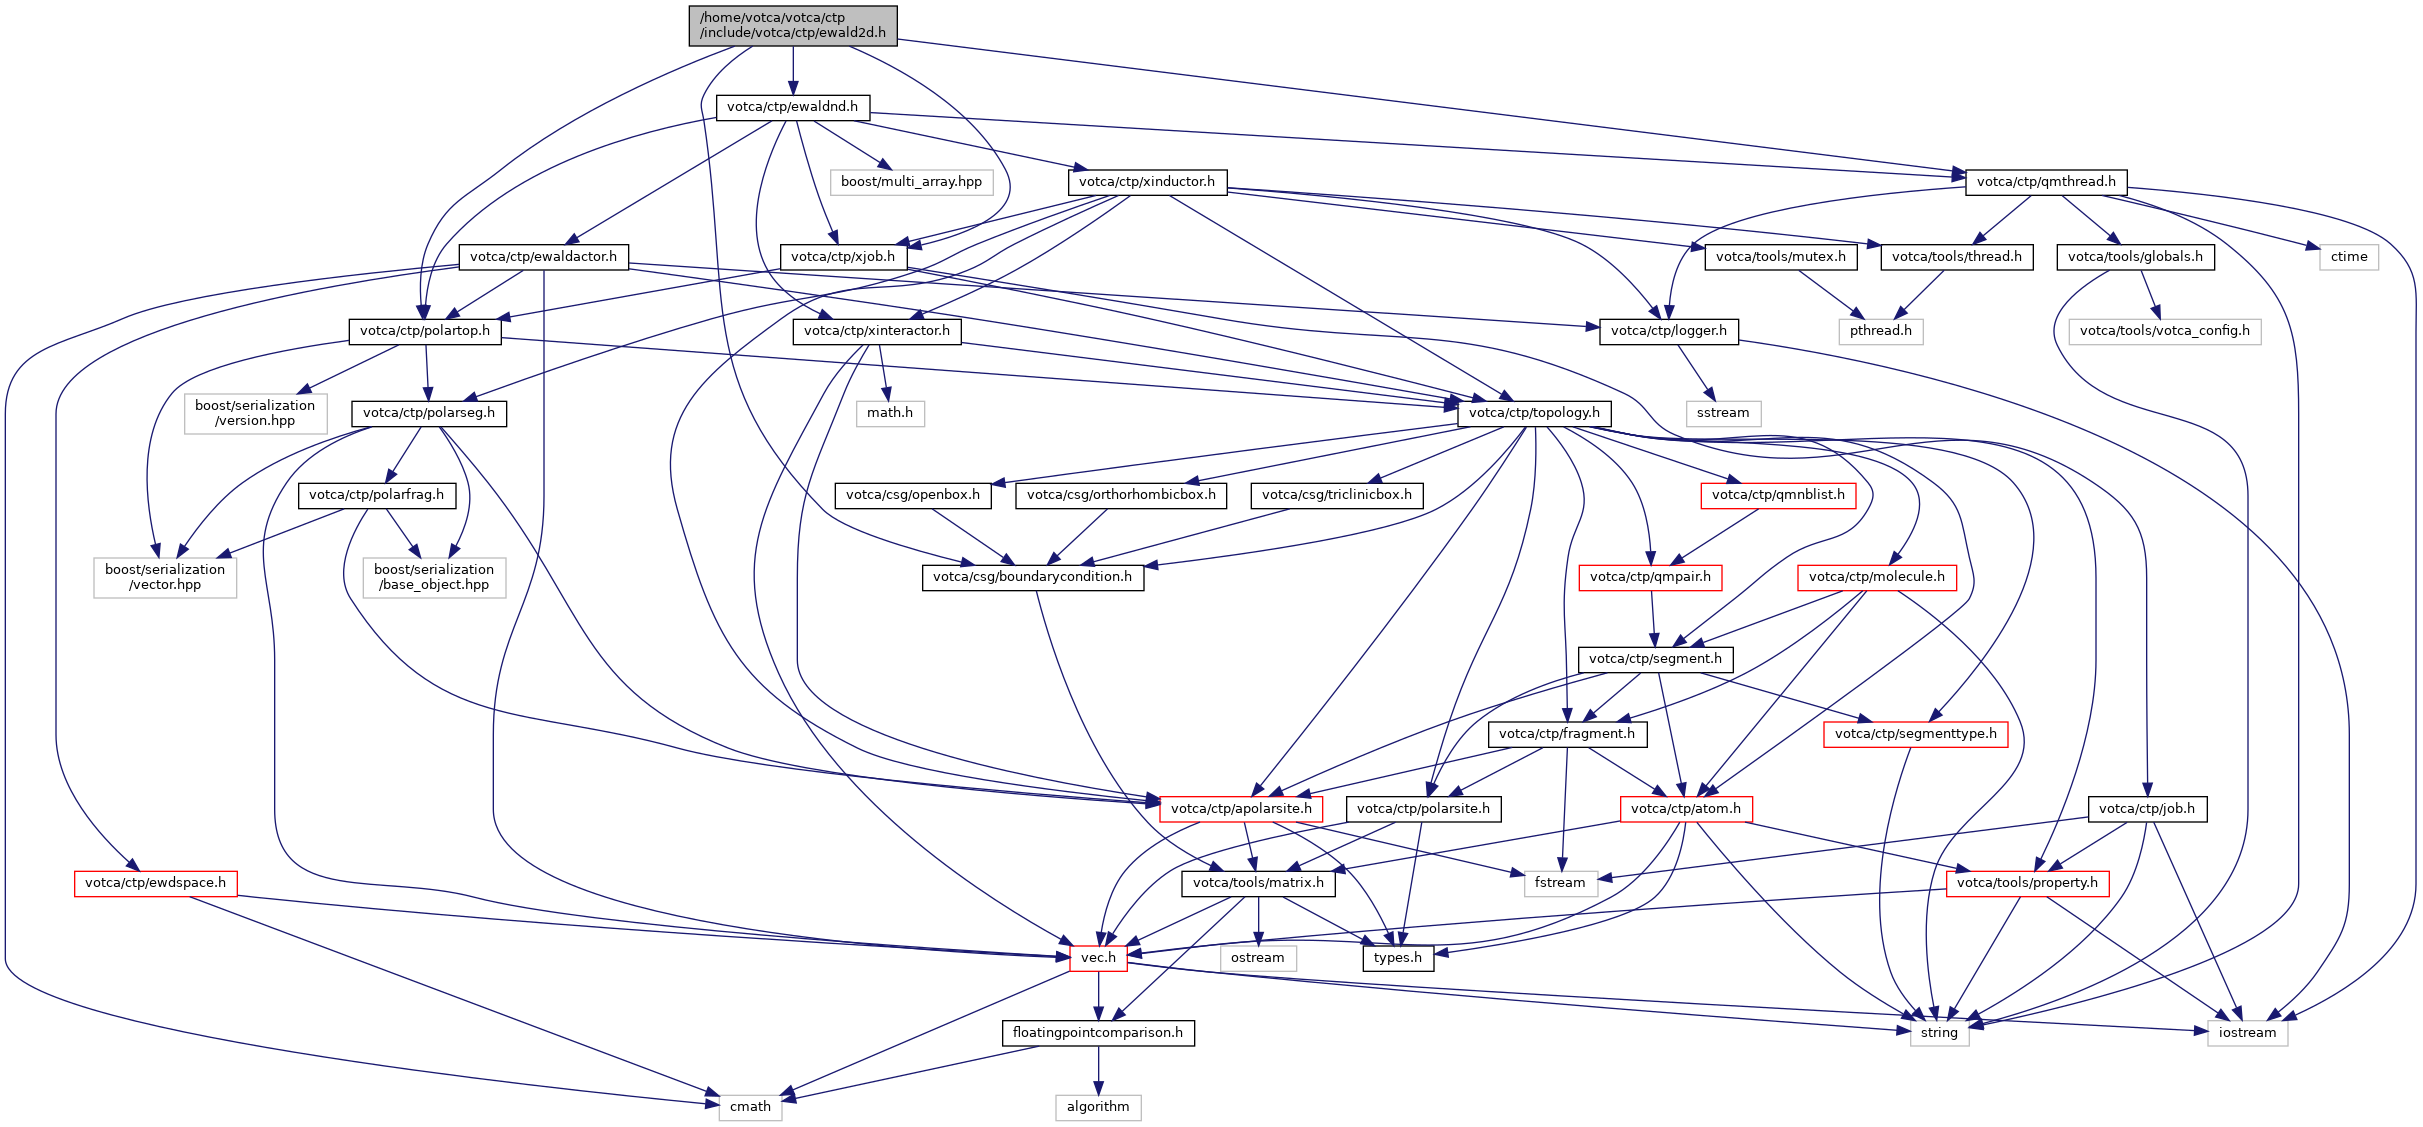 /home/votca/votca/ctp
/include/votca/ctp/ewald2d.h
votca/ctp/ewaldnd.h
boost/multi_array.hpp
votca/ctp/xinductor.h
votca/ctp/qmthread.h
votca/ctp/ewaldactor.h
votca/ctp/xjob.h
votca/tools/mutex.h
votca/tools/thread.h
votca/tools/globals.h
ctime
votca/ctp/polartop.h
votca/ctp/xinteractor.h
votca/ctp/logger.h
pthread.h
votca/tools/votca_config.h
boost/serialization
/version.hpp
votca/ctp/polarseg.h
math.h
votca/ctp/topology.h
sstream
votca/ctp/polarfrag.h
votca/csg/openbox.h
votca/csg/orthorhombicbox.h
votca/csg/triclinicbox.h
votca/ctp/qmnblist.h
boost/serialization
/vector.hpp
boost/serialization
/base_object.hpp
votca/csg/boundarycondition.h
votca/ctp/qmpair.h
votca/ctp/molecule.h
votca/ctp/segment.h
votca/ctp/fragment.h
votca/ctp/segmenttype.h
votca/ctp/apolarsite.h
votca/ctp/polarsite.h
votca/ctp/atom.h
votca/ctp/job.h
votca/ctp/ewdspace.h
votca/tools/matrix.h
fstream
votca/tools/property.h
vec.h
ostream
types.h
floatingpointcomparison.h
string
iostream
cmath
algorithm